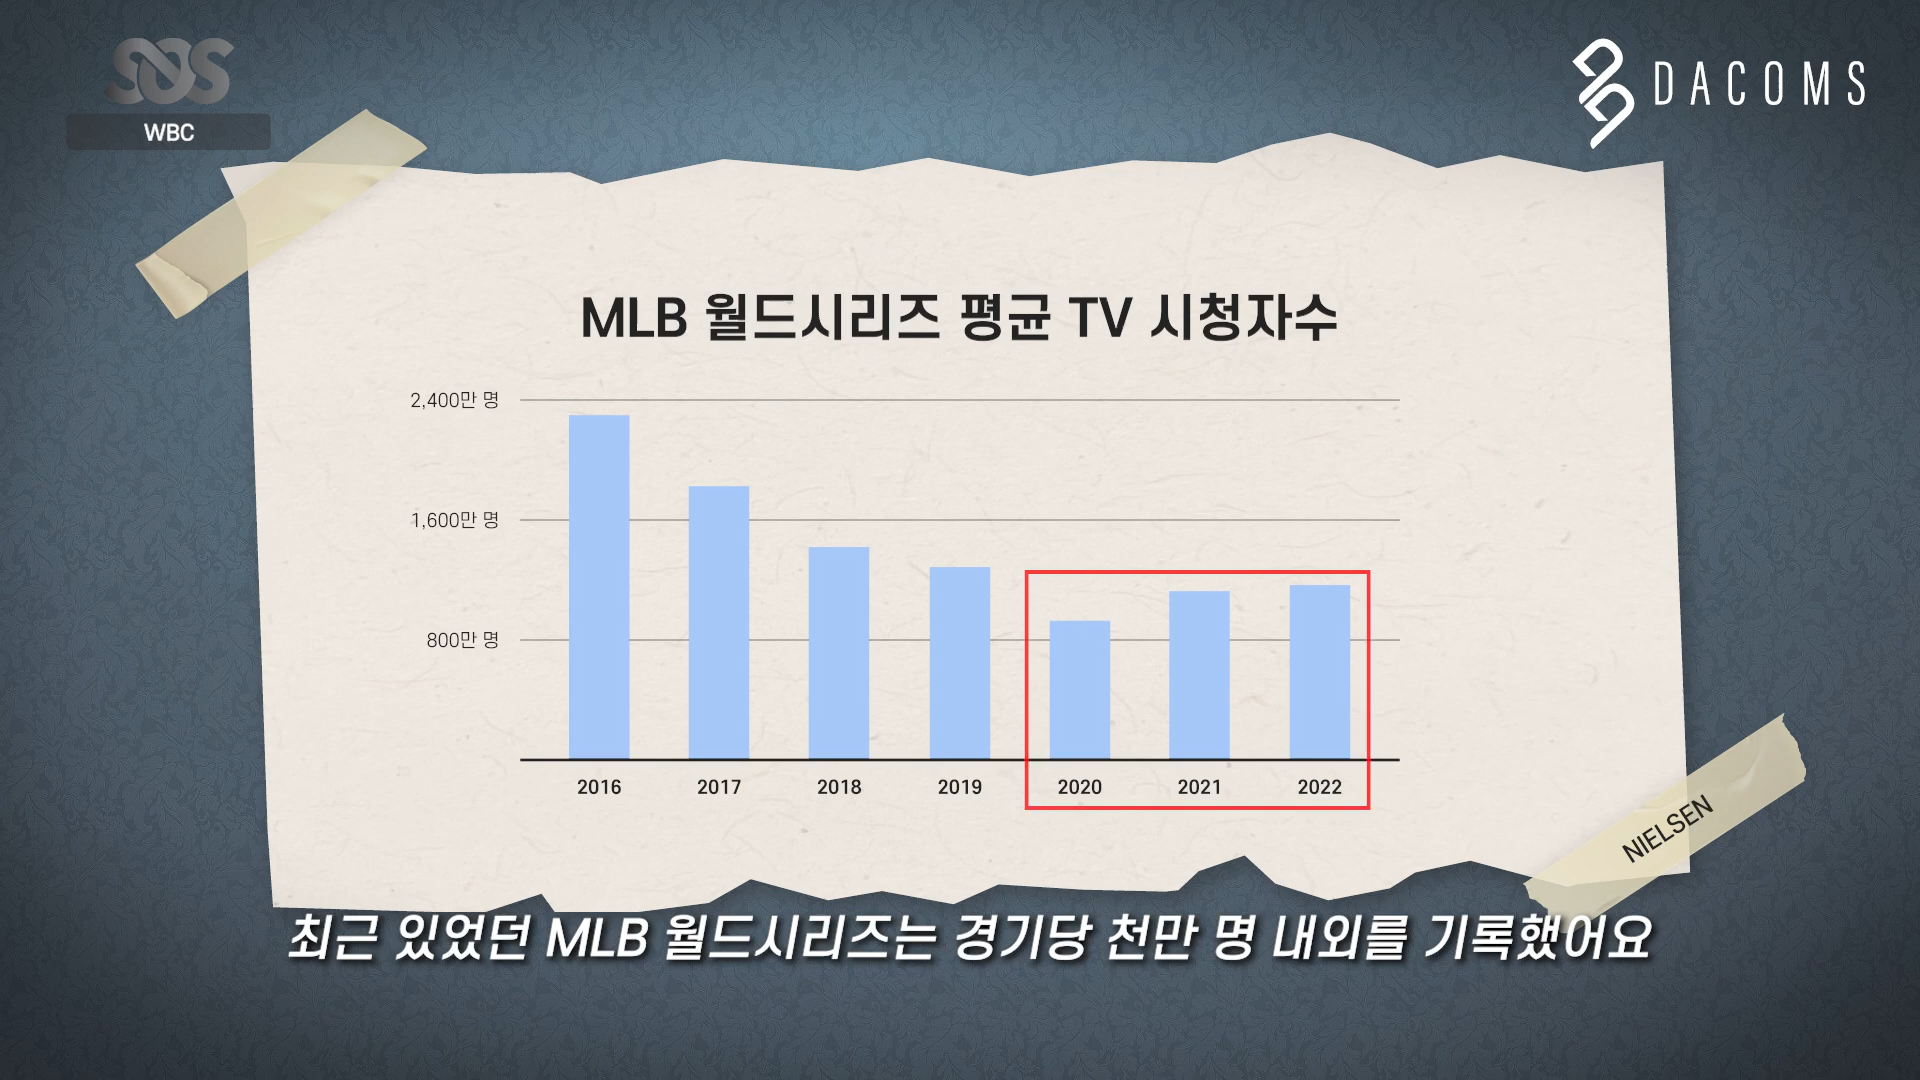 SOS
WBC
DACOMS
MLB 월드시리즈 평균 TV 시청자수
2,400만 명
1,600만 명
800만 명
2016 2017 2018 2019 2020 2021 2022
NIELSEN
최근 있었던 MLB 월드시리즈는 경기당 천만 명 내외를 기록했어요